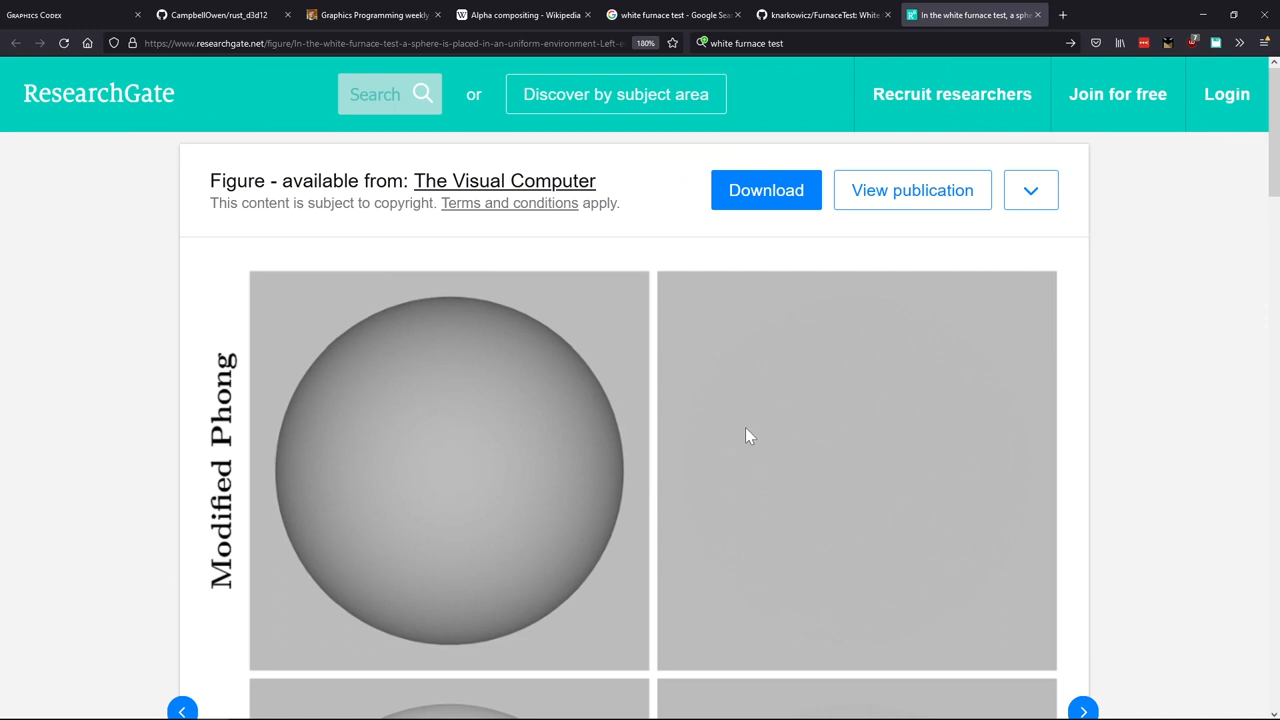 Graphics Codex
CampbellOwen/rust_d3d12
Graphics Programming weekly
Alpha compositing - Wikipedia
white furnace test - Google Sea
knarkowicz/FurnaceTest: White
In the white furnace test, a sphe
https://www.researchgate.net/figure/In-the-white-furnace-test-a-sphere-is-placed-in-an-uniform-environment-Left-e
180%
white furnace test
7
ResearchGate
Search
or
Discover by subject area
Recruit researchers
Join for free
Login
Figure - available from: The Visual Computer
This content is subject to copyright. Terms and conditions apply.
Download
View publication
Modified Phong